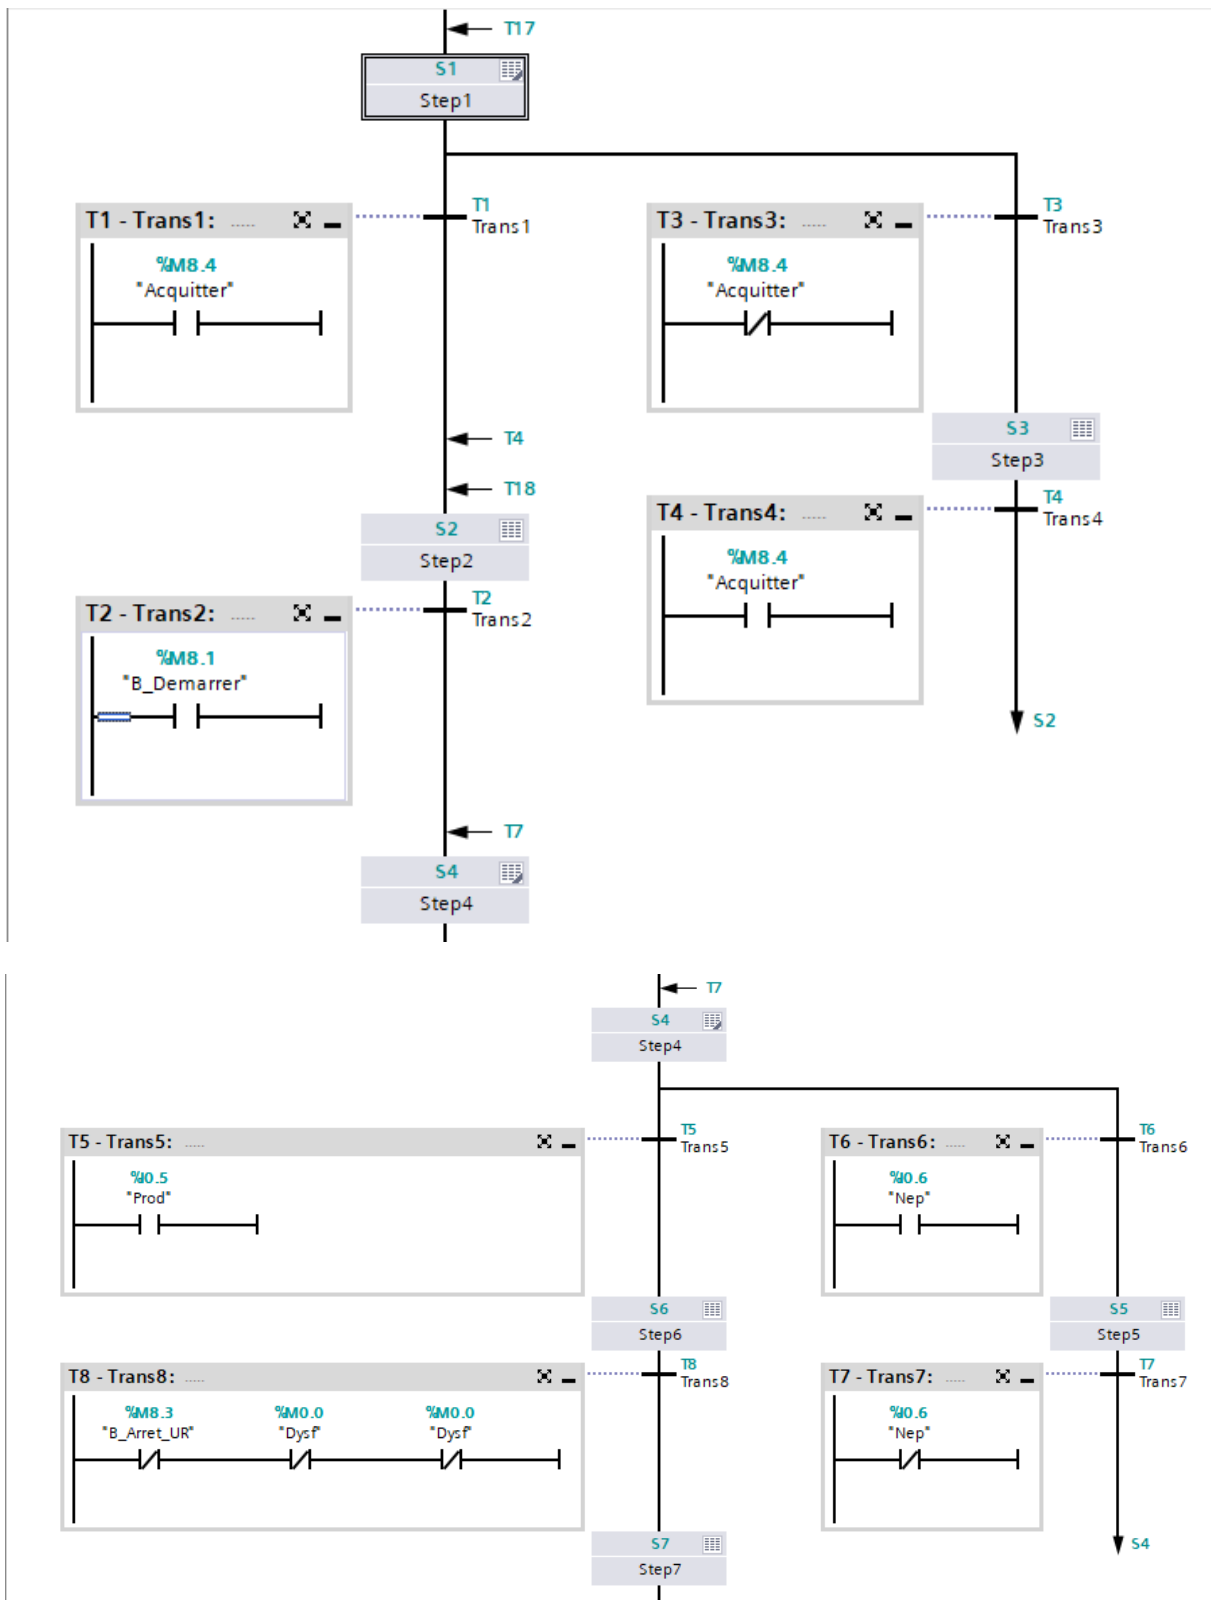 T17
S1
Step1
T1 - Trans1: .....
T1
Trans1
%M8.4
"Acquitter"
T3 - Trans3: .....
T3
Trans3
%M8.4
"Acquitter"
T4
T18
S3
Step3
S2
Step2
T4 - Trans4: .....
T4
Trans4
%M8.4
"Acquitter"
S2
T2 - Trans2: .....
T2
Trans2
%M8.1
"B_Demarrer"
T7
S4
Step4
T7
S4
Step4
T5 - Trans5: .....
T5
Trans5
%I0.5
"Prod"
T6 - Trans6: .....
T6
Trans6
%I0.6
"Nep"
S6
Step6
S5
Step5
T8 - Trans8: .....
T8
Trans8
%M8.3 %M0.0 %M0.0
"B_Arret_UR" "Dysf" "Dysf"
T7 - Trans7: .....
T7
Trans7
%I0.6
"Nep"
S7
Step7
S4